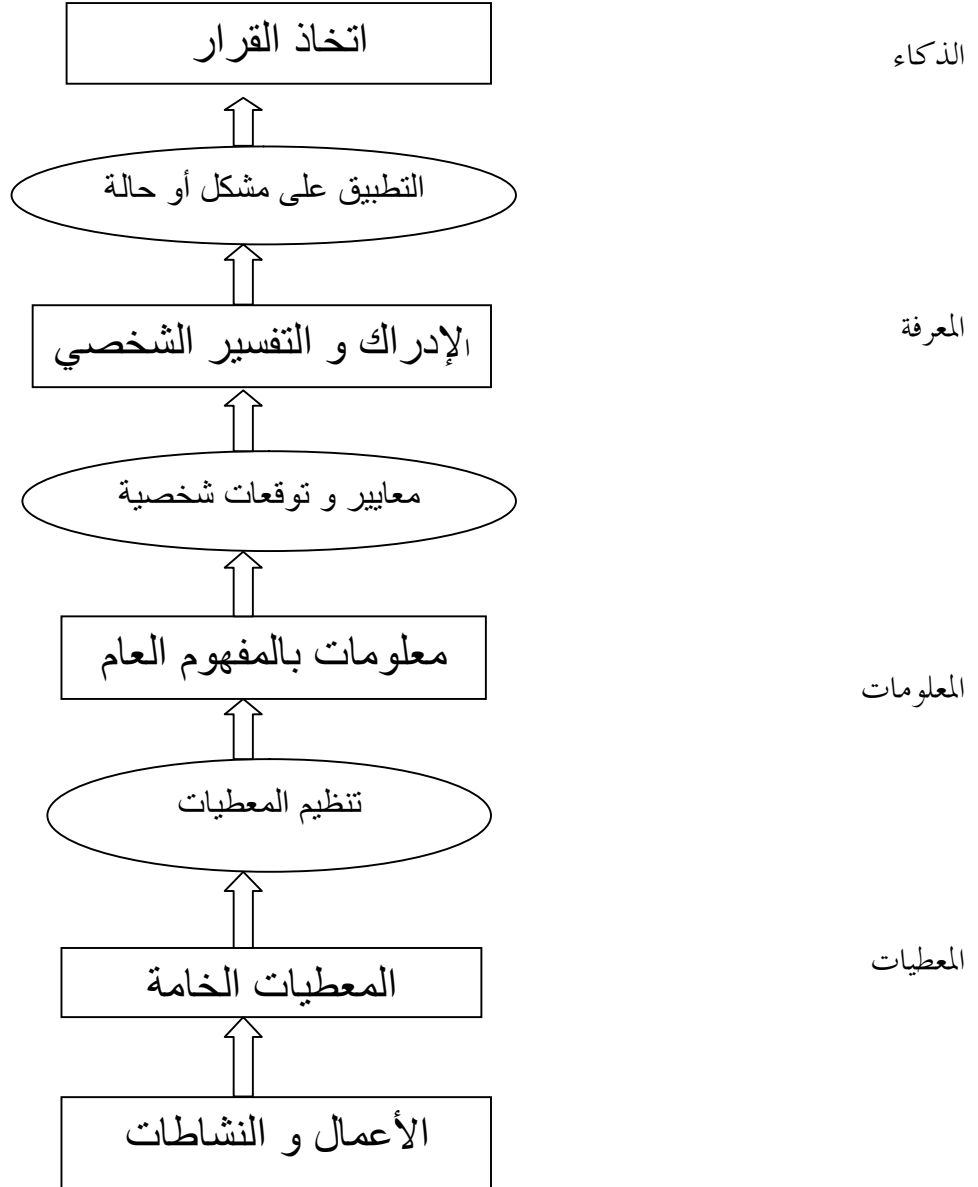 اتخاذ القرار
الذكاء
التطبيق على مشكل أو حالة
الإدراك و التفسير الشخصي
المعرفة
معايير و توقعات شخصية
معلومات بالمفهوم العام
المعلومات
تنظيم المعطيات
المعطيات الخامة
المعطيات
الأعمال و النشاطات